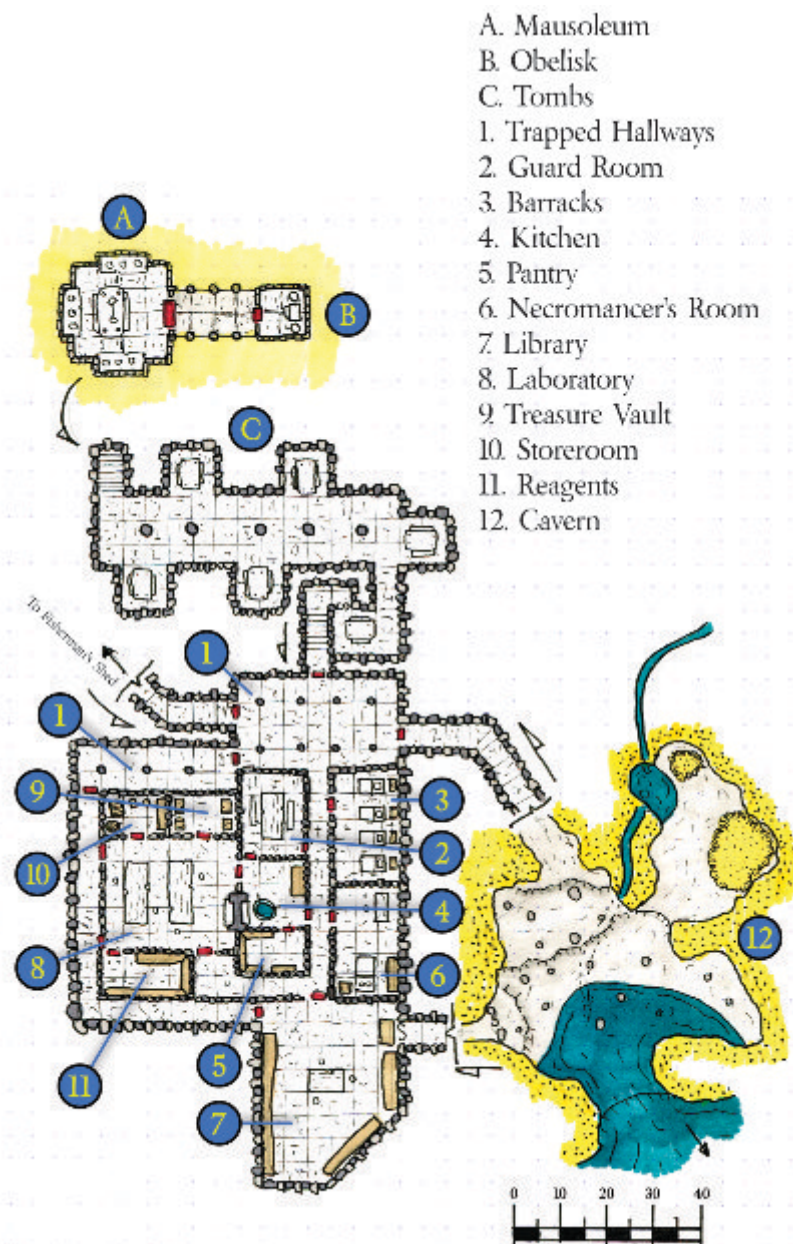 A. Mausoleum
B. Obelisk
C. Tombs
1. Trapped Hallways
2. Guard Room
3. Barracks
4. Kitchen
5. Pantry
6. Necromancer's Room
7. Library
8. Laboratory
9. Treasure Vault
10. Storeroom
11. Reagents
12. Cavern
A
B
C
To Fisherman's Shed
1
1
9
3
2
10
4
12
8
6
5
11
7
0 10 20 30 40